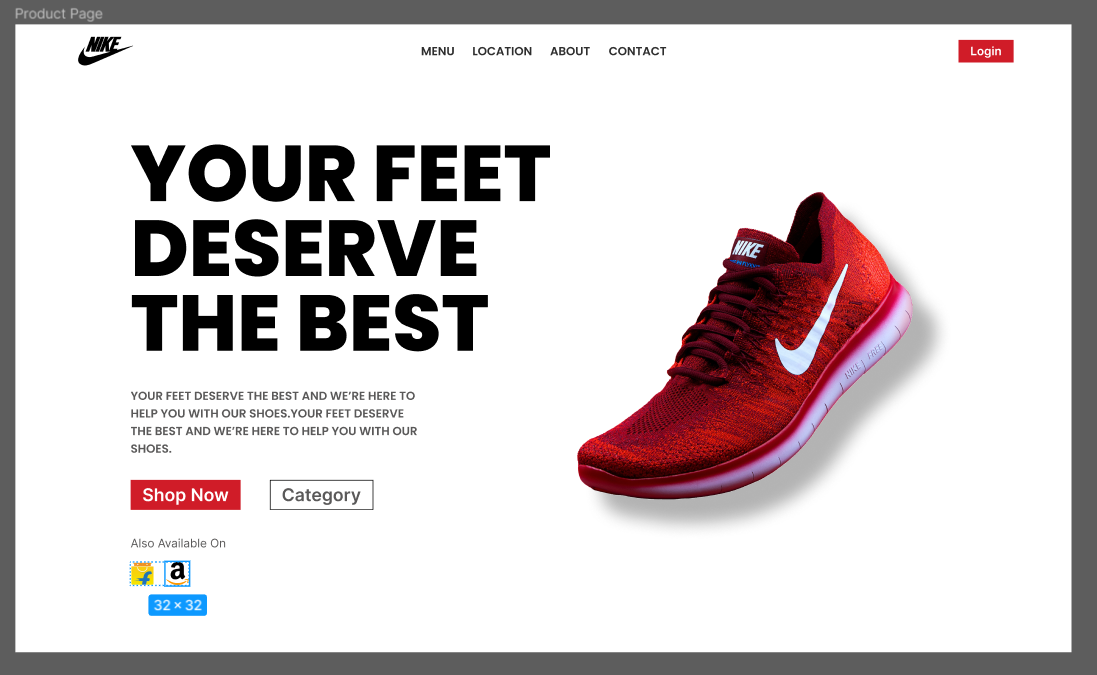 Product Page
NIKE
MENU LOCATION ABOUT CONTACT
Login
YOUR FEET
DESERVE
THE BEST
NIKE
NIKE FREE
YOUR FEET DESERVE THE BEST AND WE’RE HERE TO
HELP YOU WITH OUR SHOES.YOUR FEET DESERVE
THE BEST AND WE’RE HERE TO HELP YOU WITH OUR
SHOES.
Shop Now Category
Also Available On
f a
32 × 32